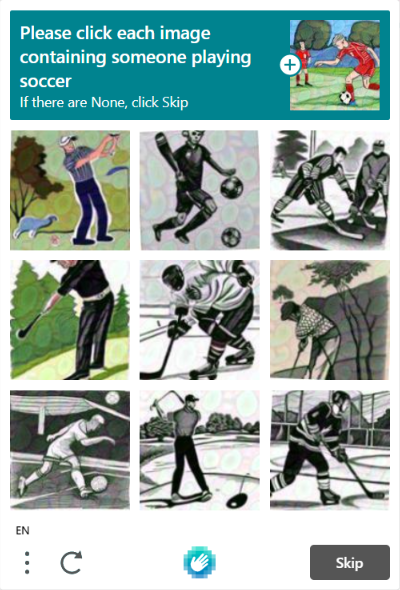 Please click each image
containing someone playing
soccer
If there are None, click Skip
EN
Skip